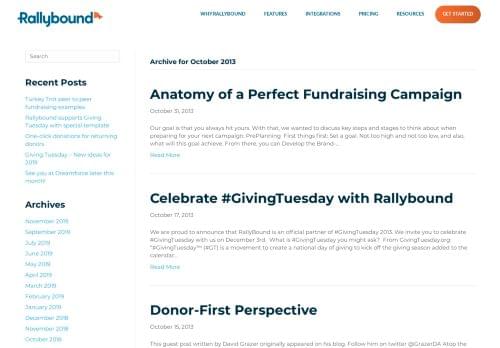 Rallybound
WHY RALLYBOUND
FEATURES
INTEGRATIONS
PRICING
RESOURCES
GET STARTED
Search
Recent Posts
Turkey Trot peer to peer
fundraising examples
Rallybound supports Giving
Tuesday with special template
One-click donations for returning
donors
Giving Tuesday – New ideas for
2019
See you at Dreamforce later this
month!
Archives
November 2019
September 2019
July 2019
June 2019
May 2019
April 2019
March 2019
February 2019
January 2019
December 2018
November 2018
October 2018
Archive for October 2013
Anatomy of a Perfect Fundraising Campaign
October 31, 2013
Our goal is that you always hit yours. With that, we wanted to discuss key steps and stages to think about when
preparing for your next campaign: PrePlanning  First things first: Set a goal. Not too high and not too low, and also,
what will this goal achieve. From there, you can Develop the Brand-...
Read More
Celebrate #GivingTuesday with Rallybound
October 17, 2013
We are proud to announce that RallyBound is an official partner of #GivingTuesday 2013. We invite you to celebrate
#GivingTuesday with us on December 3rd.  What is #GivingTuesday you might ask?  From GivingTuesday.org:
"#GivingTuesday™ (#GT) is a movement to create a national day of giving to kick off the giving season added to the
calendar...
Read More
Donor-First Perspective
October 15, 2013
This guest post written by David Grazer originally appeared on his blog. Follow him on twitter @GrazerDA Atop the